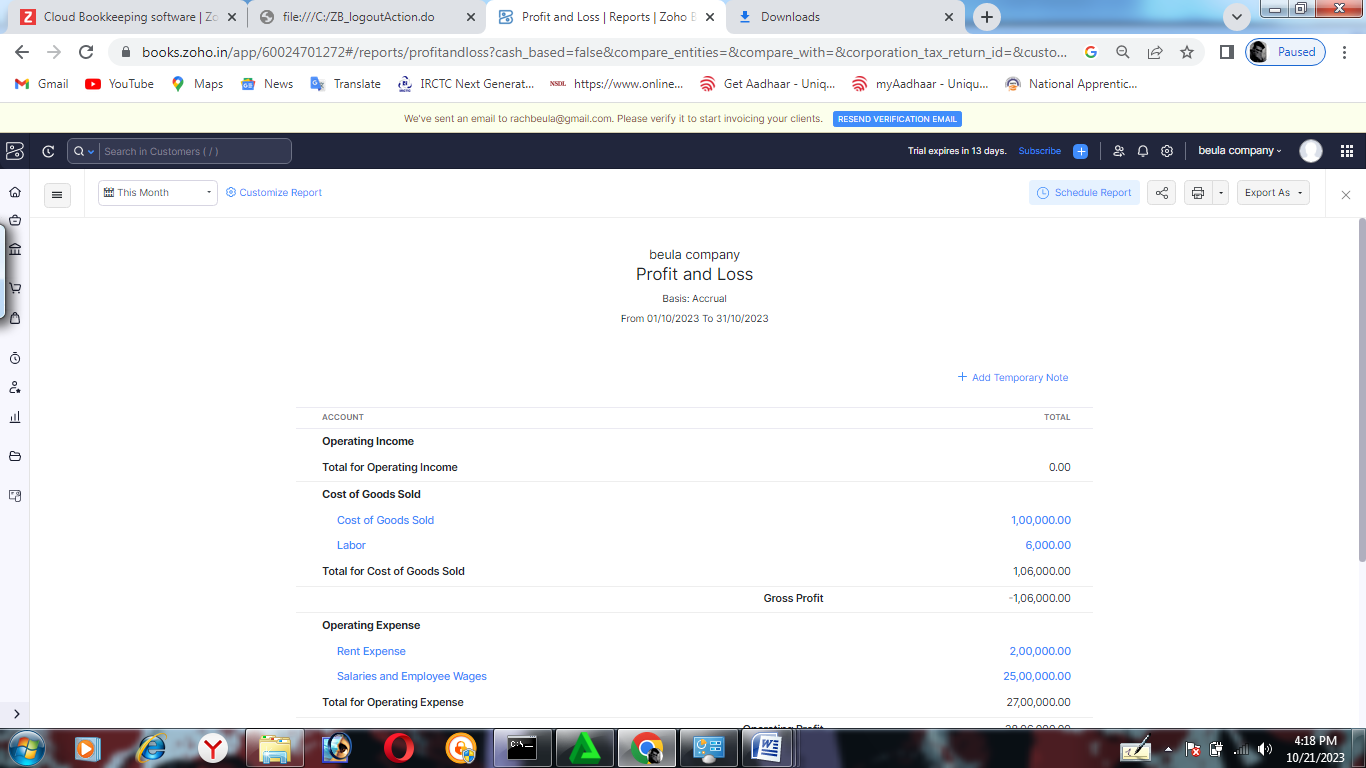 Cloud Bookkeeping software | Zo
file:///C:/ZB_logoutAction.do
Profit and Loss | Reports | Zoho B
Downloads
books.zoho.in/app/60024701272#/reports/profitandloss?cash_based=false&compare_entities=&compare_with=&corporation_tax_return_id=&custo...
Paused
Gmail
YouTube
Maps
News
Translate
IRCTC Next Generat...
NSDL https://www.online...
Get Aadhaar - Uniq...
myAadhaar - Uniqu...
National Apprentic...
We've sent an email to rachbeula@gmail.com. Please verify it to start invoicing your clients. RESEND VERIFICATION EMAIL
Search in Customers ( / )
Trial expires in 13 days. Subscribe
beula company
This Month
Customize Report
Schedule Report
Export As
beula company
Profit and Loss
Basis: Accrual
From 01/10/2023 To 31/10/2023
Add Temporary Note
ACCOUNT TOTAL
Operating Income
Total for Operating Income 0.00
Cost of Goods Sold
Cost of Goods Sold 1,00,000.00
Labor 6,000.00
Total for Cost of Goods Sold 1,06,000.00
Gross Profit -1,06,000.00
Operating Expense
Rent Expense 2,00,000.00
Salaries and Employee Wages 25,00,000.00
Total for Operating Expense 27,00,000.00
Operating Profit
4:18 PM
10/21/2023